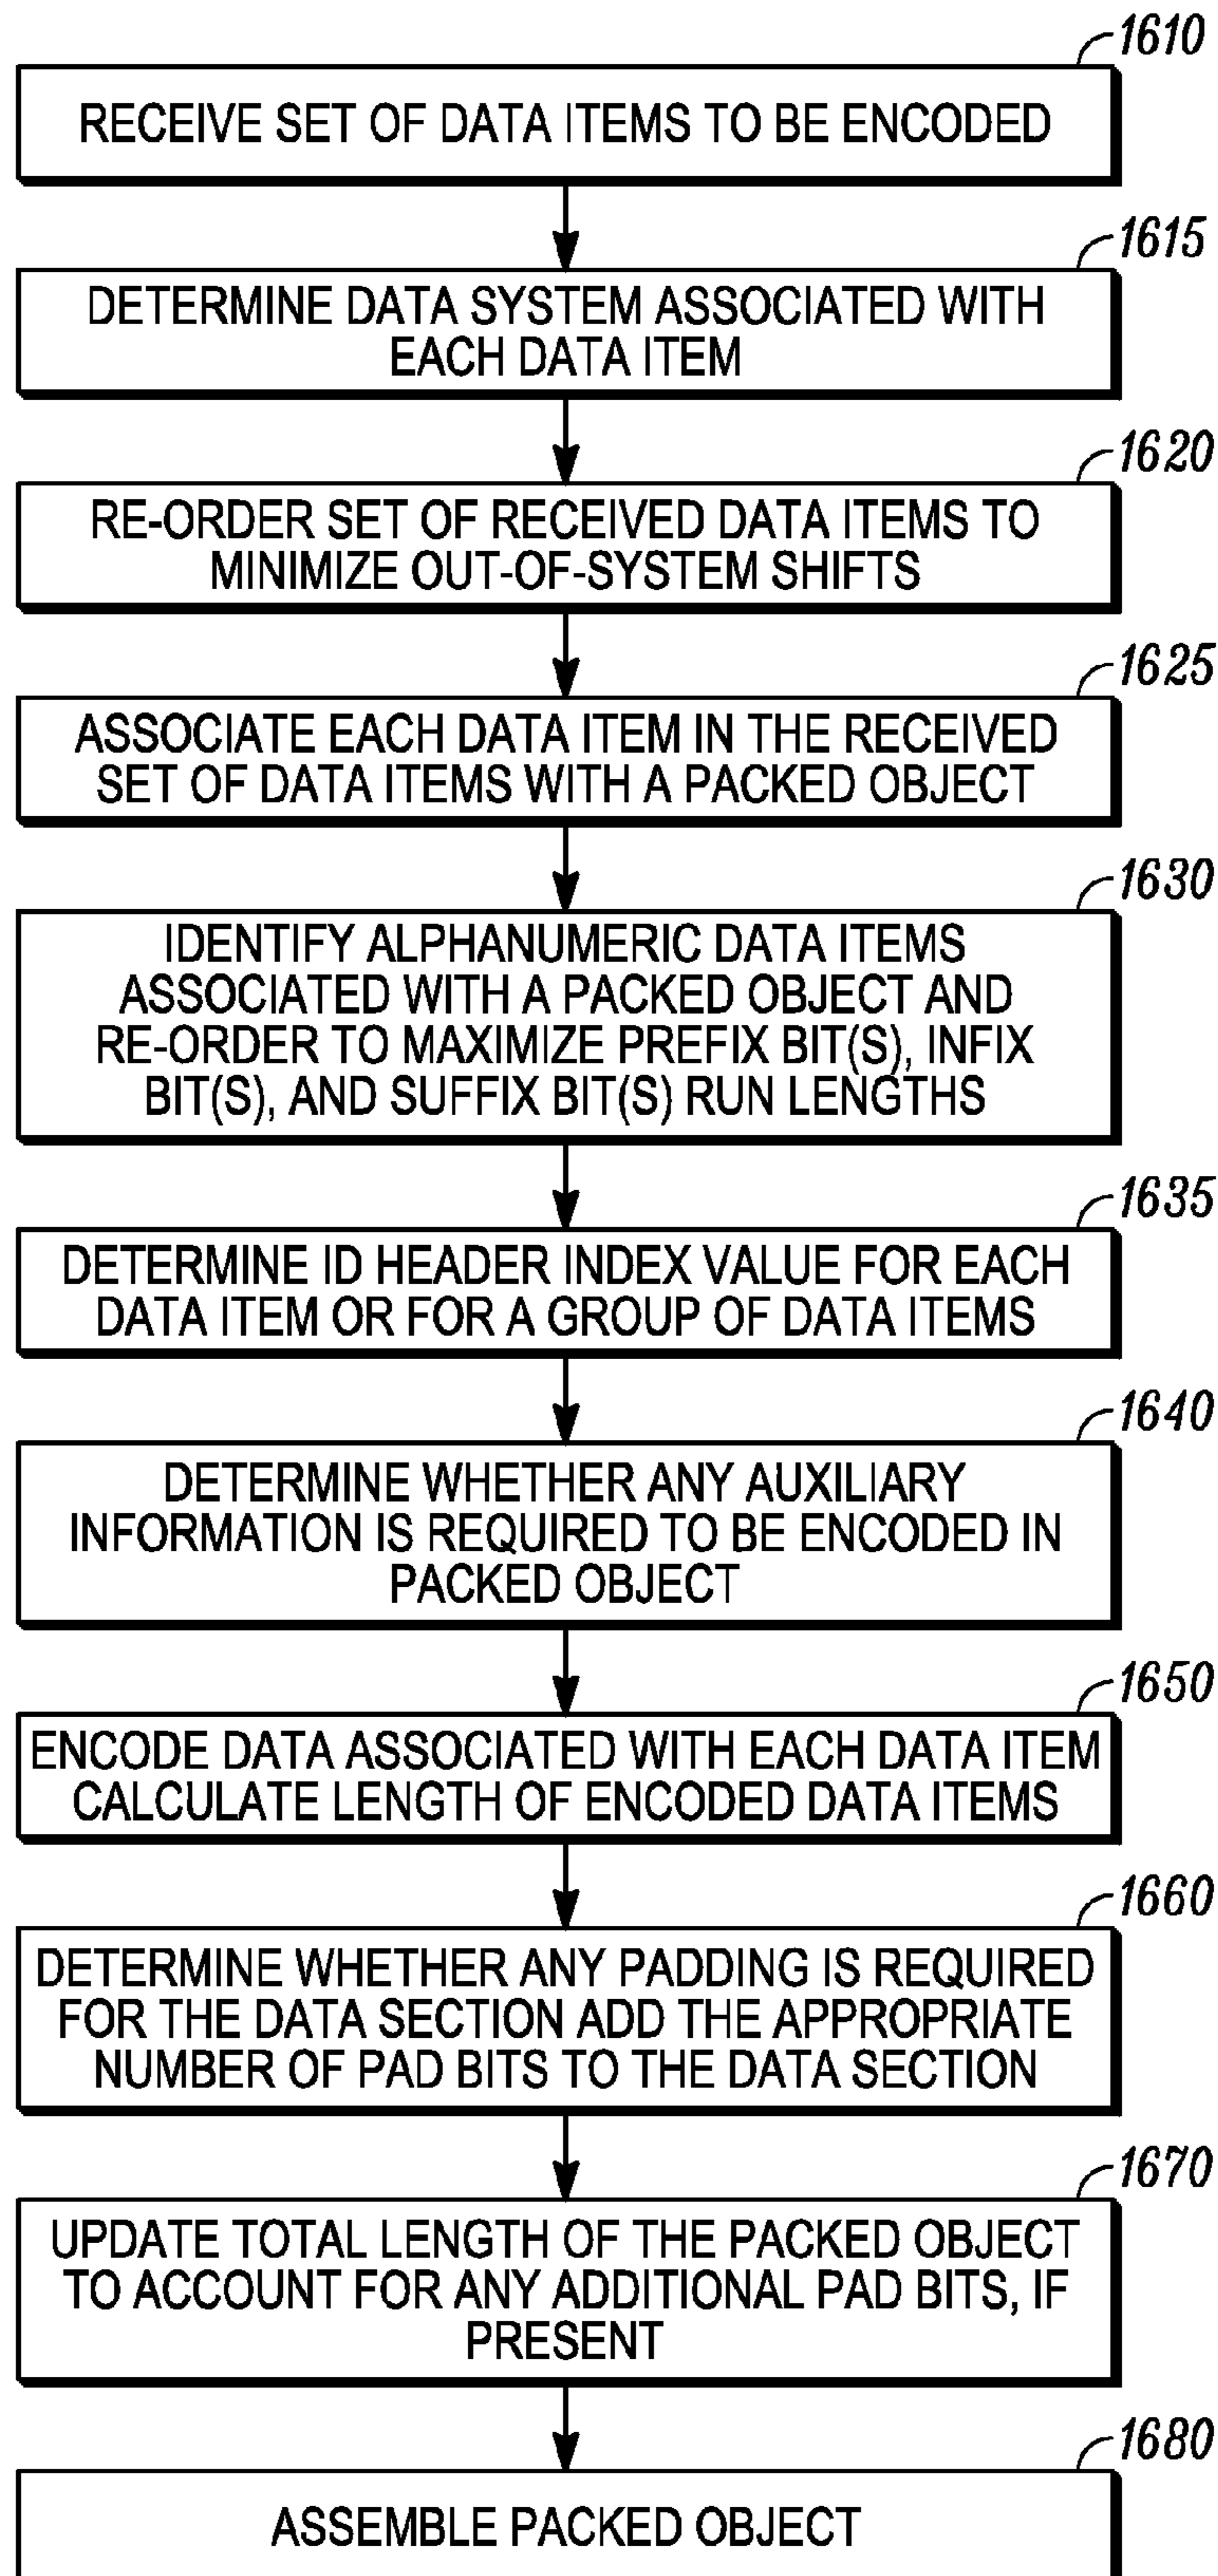 1610
RECEIVE SET OF DATA ITEMS TO BE ENCODED
1615
DETERMINE DATA SYSTEM ASSOCIATED WITH
EACH DATA ITEM
1620
RE-ORDER SET OF RECEIVED DATA ITEMS TO
MINIMIZE OUT-OF-SYSTEM SHIFTS
1625
ASSOCIATE EACH DATA ITEM IN THE RECEIVED
SET OF DATA ITEMS WITH A PACKED OBJECT
1630
IDENTIFY ALPHANUMERIC DATA ITEMS
ASSOCIATED WITH A PACKED OBJECT AND
RE-ORDER TO MAXIMIZE PREFIX BIT(S), INFIX
BIT(S), AND SUFFIX BIT(S) RUN LENGTHS
1635
DETERMINE ID HEADER INDEX VALUE FOR EACH
DATA ITEM OR FOR A GROUP OF DATA ITEMS
1640
DETERMINE WHETHER ANY AUXILIARY
INFORMATION IS REQUIRED TO BE ENCODED IN
PACKED OBJECT
1650
ENCODE DATA ASSOCIATED WITH EACH DATA ITEM
CALCULATE LENGTH OF ENCODED DATA ITEMS
1660
DETERMINE WHETHER ANY PADDING IS REQUIRED
FOR THE DATA SECTION ADD THE APPROPRIATE
NUMBER OF PAD BITS TO THE DATA SECTION
1670
UPDATE TOTAL LENGTH OF THE PACKED OBJECT
TO ACCOUNT FOR ANY ADDITIONAL PAD BITS, IF
PRESENT
1680
ASSEMBLE PACKED OBJECT